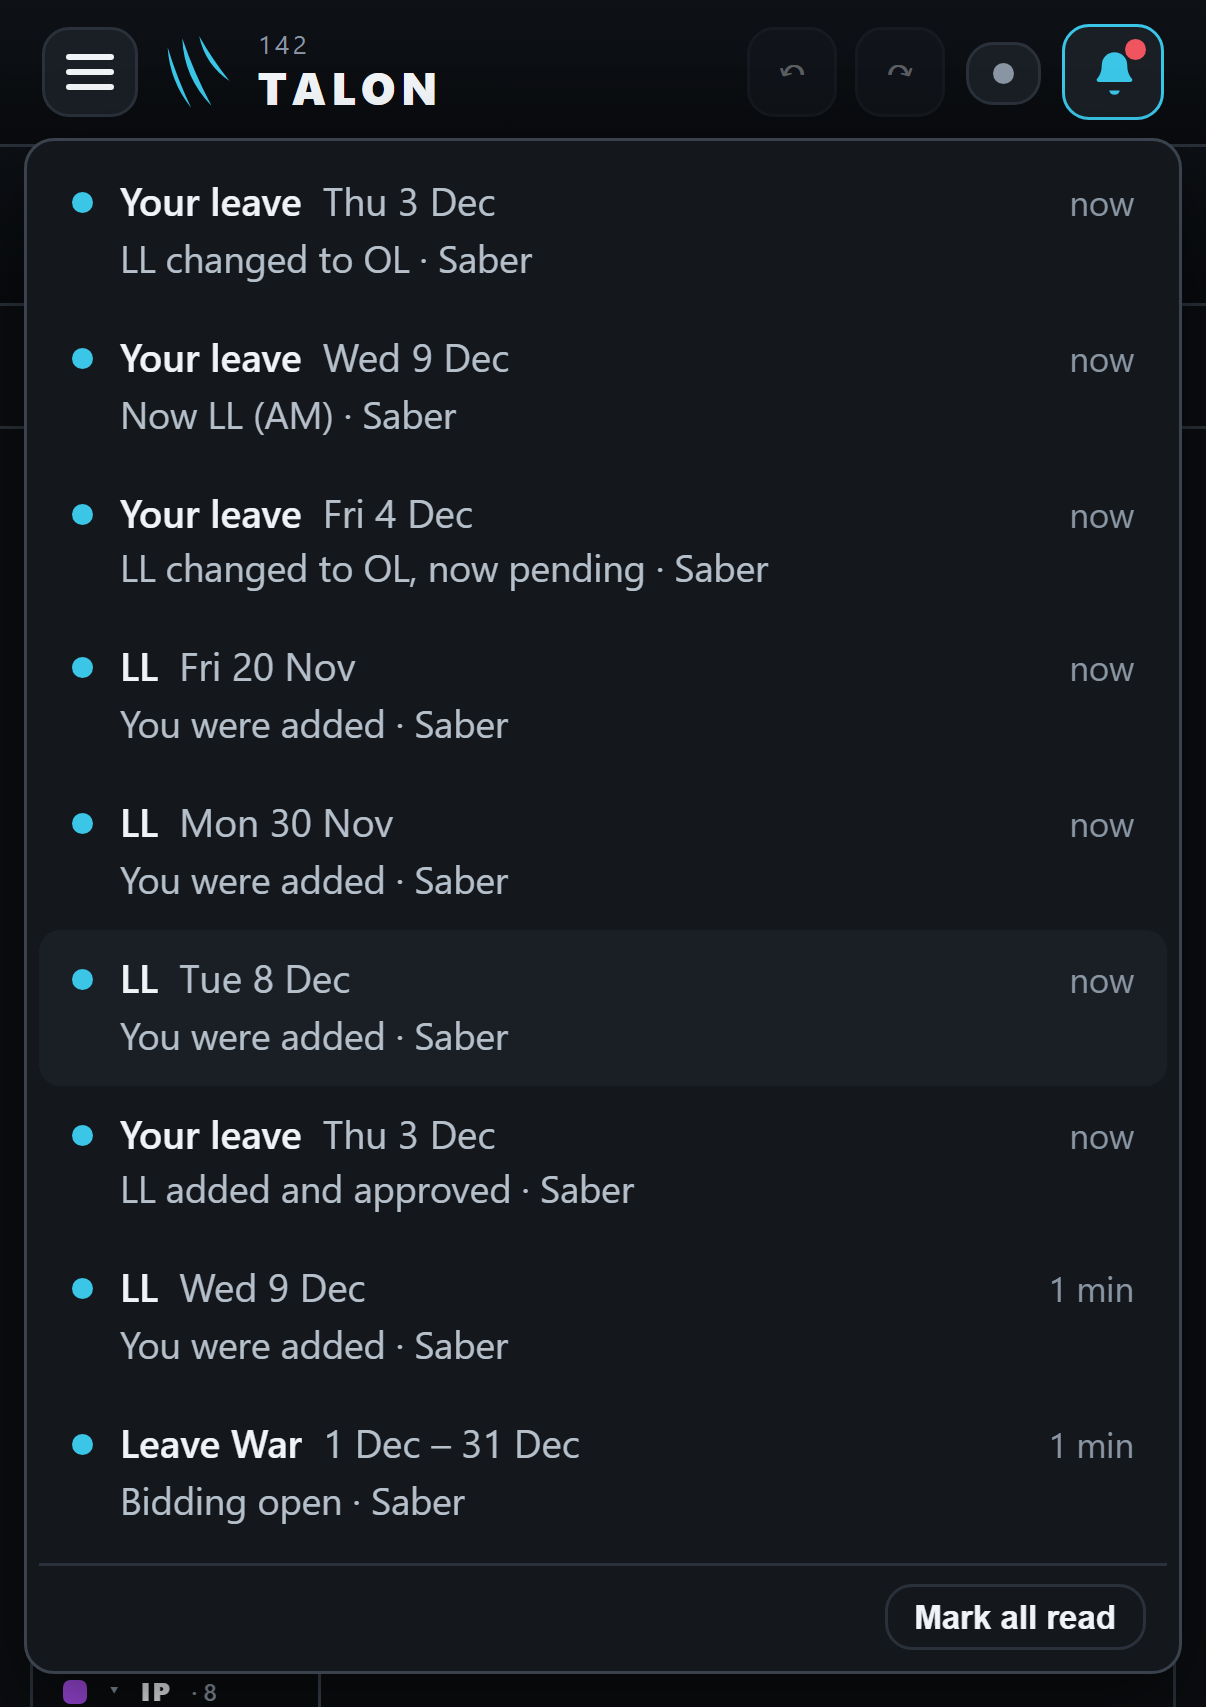 142
TALON
Your leave Thu 3 Dec now
LL changed to OL · Saber
Your leave Wed 9 Dec now
Now LL (AM) · Saber
Your leave Fri 4 Dec now
LL changed to OL, now pending · Saber
LL Fri 20 Nov now
You were added · Saber
LL Mon 30 Nov now
You were added · Saber
LL Tue 8 Dec now
You were added · Saber
Your leave Thu 3 Dec now
LL added and approved · Saber
LL Wed 9 Dec 1 min
You were added · Saber
Leave War 1 Dec – 31 Dec 1 min
Bidding open · Saber
Mark all read
IP · 8